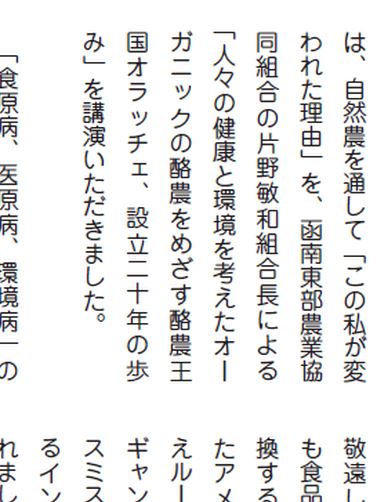 は、自然農を通して「この私が変
われた理由」を、函南東部農業協
同組合の片野敏和組合長による
「人々の健康と環境を考えたオー
ガニックの酪農をめざす酪農王
国オラッチェ、設立二十年の歩
み」を講演いただきました。
「食原病、医原病、環境病」の
敬遠し
も食品
換する
たアメ
えルー
ギャン
スミス
るイン
れまし